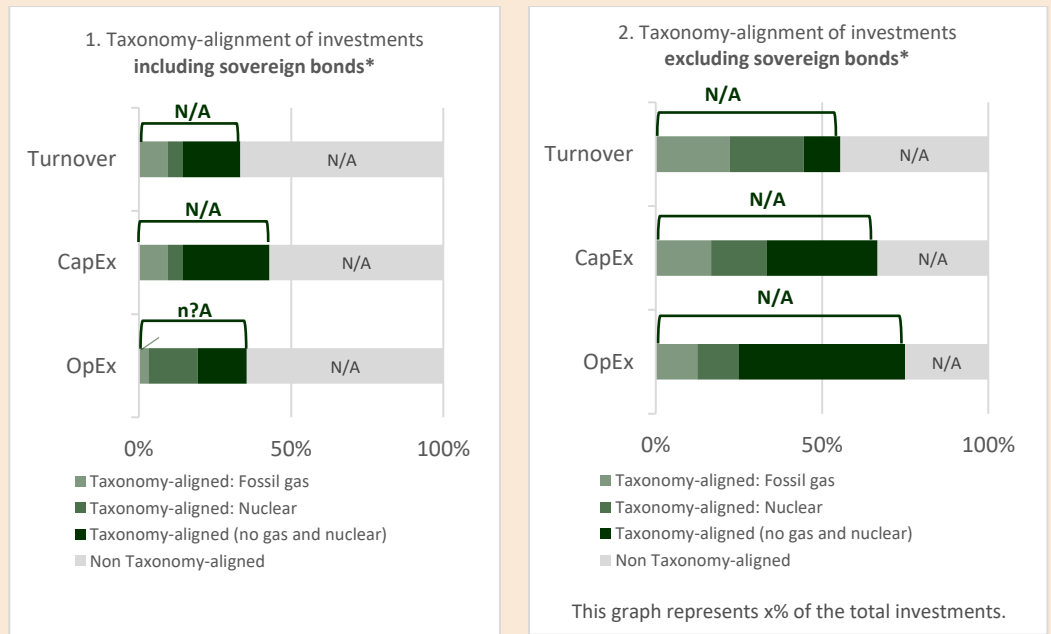 1. Taxonomy-alignment of investments
including sovereign bonds*
N/A
Turnover
N/A
N/A
CapEx
N/A
n?A
OpEx
N/A
0%
50%
100%
Taxonomy-aligned: Fossil gas
Taxonomy-aligned: Nuclear
Taxonomy-aligned (no gas and nuclear)
Non Taxonomy-aligned
2. Taxonomy-alignment of investments
excluding sovereign bonds*
N/A
Turnover
N/A
N/A
CapEx
N/A
N/A
OpEx
N/A
0%
50%
100%
Taxonomy-aligned: Fossil gas
Taxonomy-aligned: Nuclear
Taxonomy-aligned (no gas and nuclear)
Non Taxonomy-aligned
This graph represents x% of the total investments.